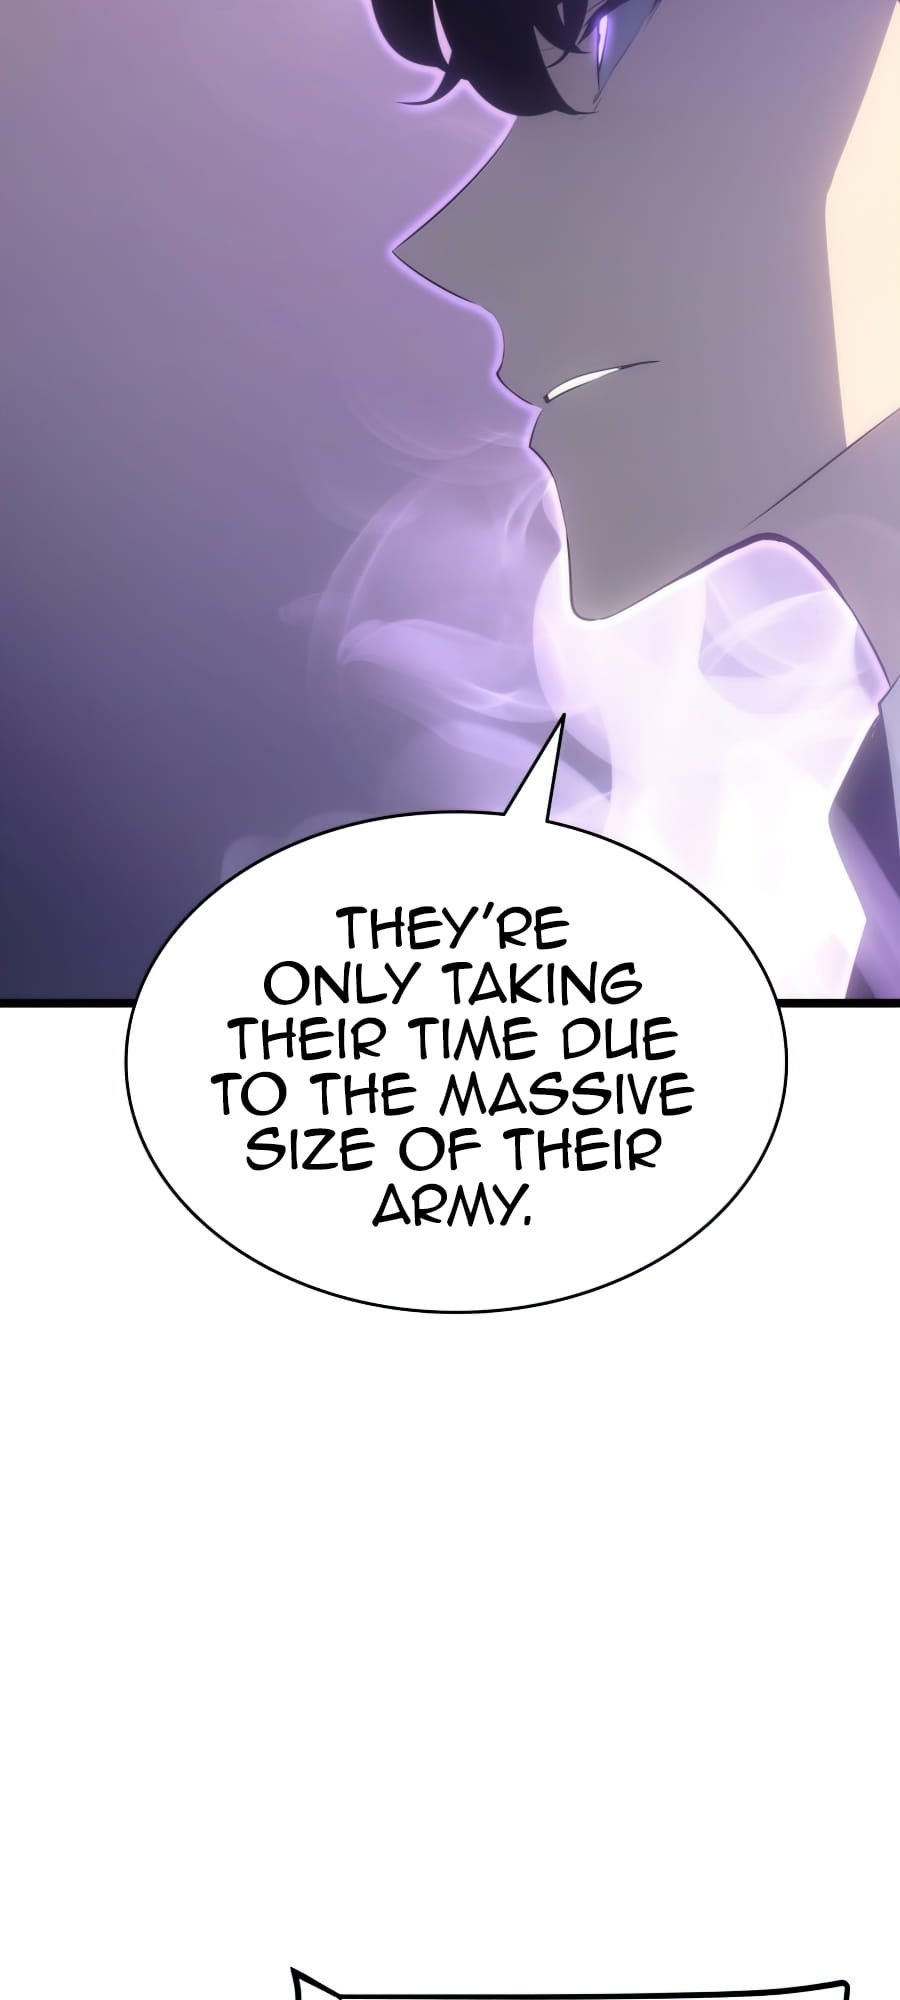 THEY'RE
ONLY TAKING
THEIR TIME DUE
TO THE MASSIVE
SIZE OF THEIR
ARMY.